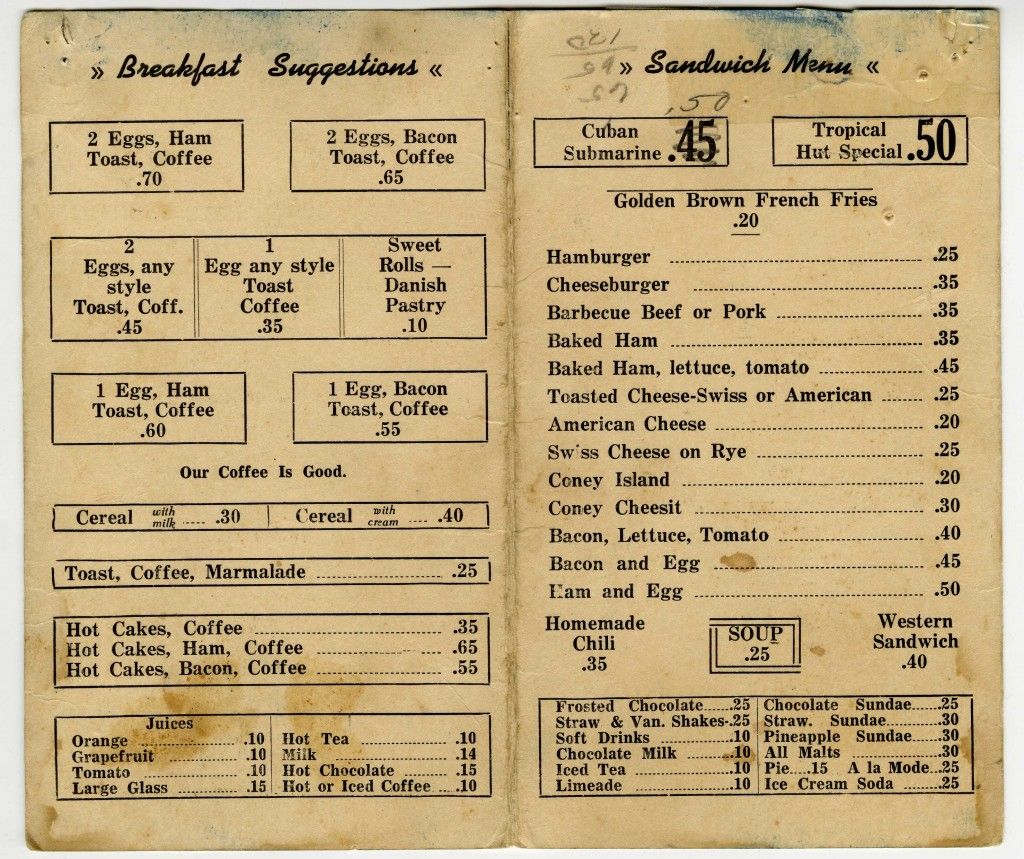 » Breakfast Suggestions «
2 Eggs, Ham
Toast, Coffee
.70
2 Eggs, Bacon
Toast, Coffee
.65
2
Eggs, any
style
Toast, Coff.
.45
1
Egg any style
Toast
Coffee
.35
Sweet
Rolls —
Danish
Pastry
.10
1 Egg, Ham
Toast, Coffee
.60
1 Egg, Bacon
Toast, Coffee
.55
Our Coffee Is Good.
Cereal with milk ..... .30
Cereal with cream .... .40
Toast, Coffee, Marmalade .......... .25
Hot Cakes, Coffee .......... .35
Hot Cakes, Ham, Coffee .......... .65
Hot Cakes, Bacon, Coffee .......... .55
Juices
Orange .......... .10
Grapefruit .......... .10
Tomato .......... .10
Large Glass .......... .15
Hot Tea .......... .10
Milk .......... .14
Hot Chocolate .......... .15
Hot or Iced Coffee ... .10
» Sandwich Menu «
.50
Cuban
Submarine .45
Tropical
Hut Special .50
Golden Brown French Fries
.20
Hamburger .......... .25
Cheeseburger .......... .35
Barbecue Beef or Pork .......... .35
Baked Ham .......... .35
Baked Ham, lettuce, tomato .......... .45
Toasted Cheese-Swiss or American ....... .25
American Cheese .......... .20
Swiss Cheese on Rye .......... .25
Coney Island .......... .20
Coney Cheesit .......... .30
Bacon, Lettuce, Tomato .......... .40
Bacon and Egg .......... .45
Ham and Egg .......... .50
Homemade
Chili
.35
SOUP
.25
Western
Sandwich
.40
Frosted Chocolate.....25
Straw & Van. Shakes-.25
Soft Drinks .......... .10
Chocolate Milk .......... .10
Iced Tea .......... .10
Limeade .......... .10
Chocolate Sundae.....25
Straw. Sundae.....30
Pineapple Sundae...30
All Malts .......... .30
Pie....15 A la Mode...25
Ice Cream Soda ......25